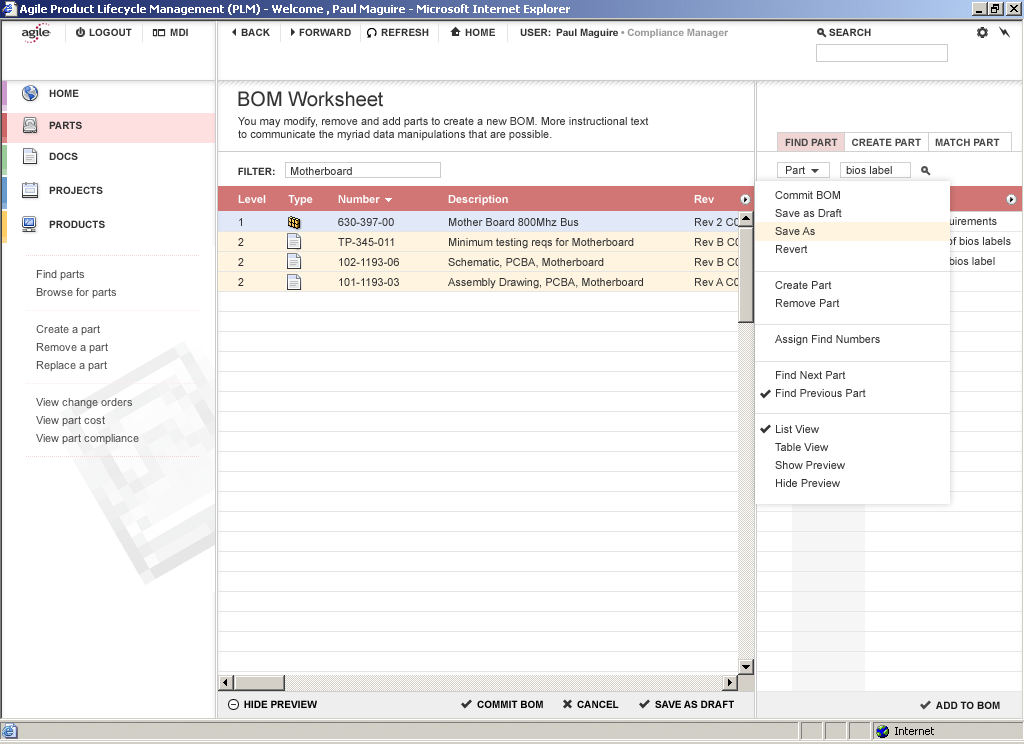 Agile Product Lifecycle Management (PLM) - Welcome , Paul Maguire - Microsoft Internet Explorer
agile
LOGOUT
MDI
BACK
FORWARD
REFRESH
HOME
USER: Paul Maguire • Compliance Manager
SEARCH
HOME
PARTS
DOCS
PROJECTS
PRODUCTS
Find parts
Browse for parts
Create a part
Remove a part
Replace a part
View change orders
View part cost
View part compliance
BOM Worksheet
You may modify, remove and add parts to create a new BOM. More instructional text
to communicate the myriad data manipulations that are possible.
FILTER: Motherboard
Level Type Number Description Rev
1 630-397-00 Mother Board 800Mhz Bus Rev 2 CO
2 TP-345-011 Minimum testing reqs for Motherboard Rev B C0
2 102-1193-06 Schematic, PCBA, Motherboard Rev B C0
2 101-1193-03 Assembly Drawing, PCBA, Motherboard Rev A C0
HIDE PREVIEW
COMMIT BOM
CANCEL
SAVE AS DRAFT
FIND PART
CREATE PART
MATCH PART
Part
bios label
Commit BOM
Save as Draft
Save As
Revert
Create Part
Remove Part
Assign Find Numbers
Find Next Part
Find Previous Part
List View
Table View
Show Preview
Hide Preview
uirements
of bios labels
bios label
ADD TO BOM
Internet